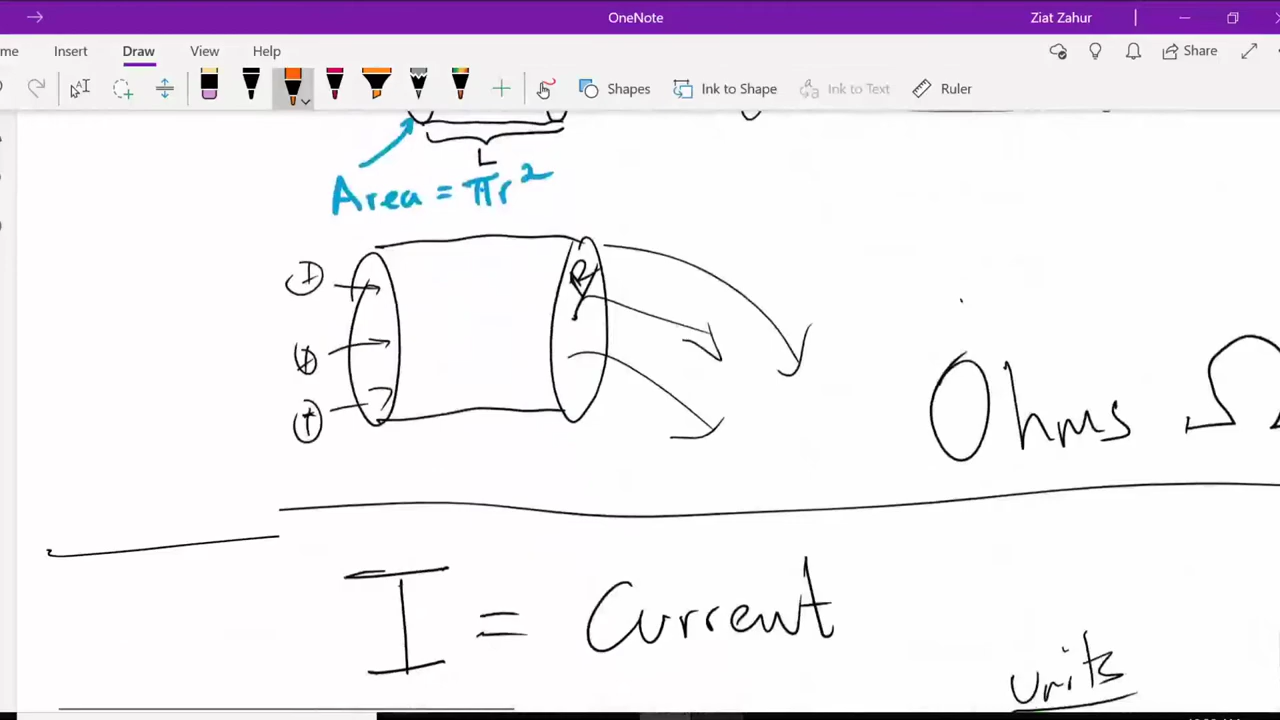 OneNote
Ziat Zahur
me Insert Draw View Help
Share
Shapes
Ink to Shape
Ink to Text
Ruler
L
Area = πr²
R
Ohms Ω
I = Current
Units